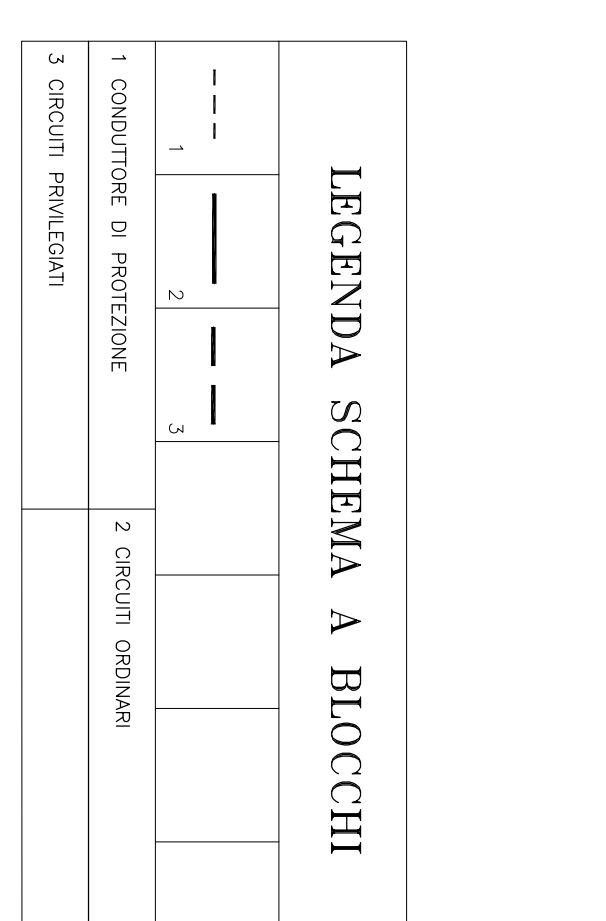 LEGENDA SCHEMA A BLOCCHI
1 2 3
1 CONDUTTORE DI PROTEZIONE 2 CIRCUITI ORDINARI
3 CIRCUITI PRIVILEGIATI